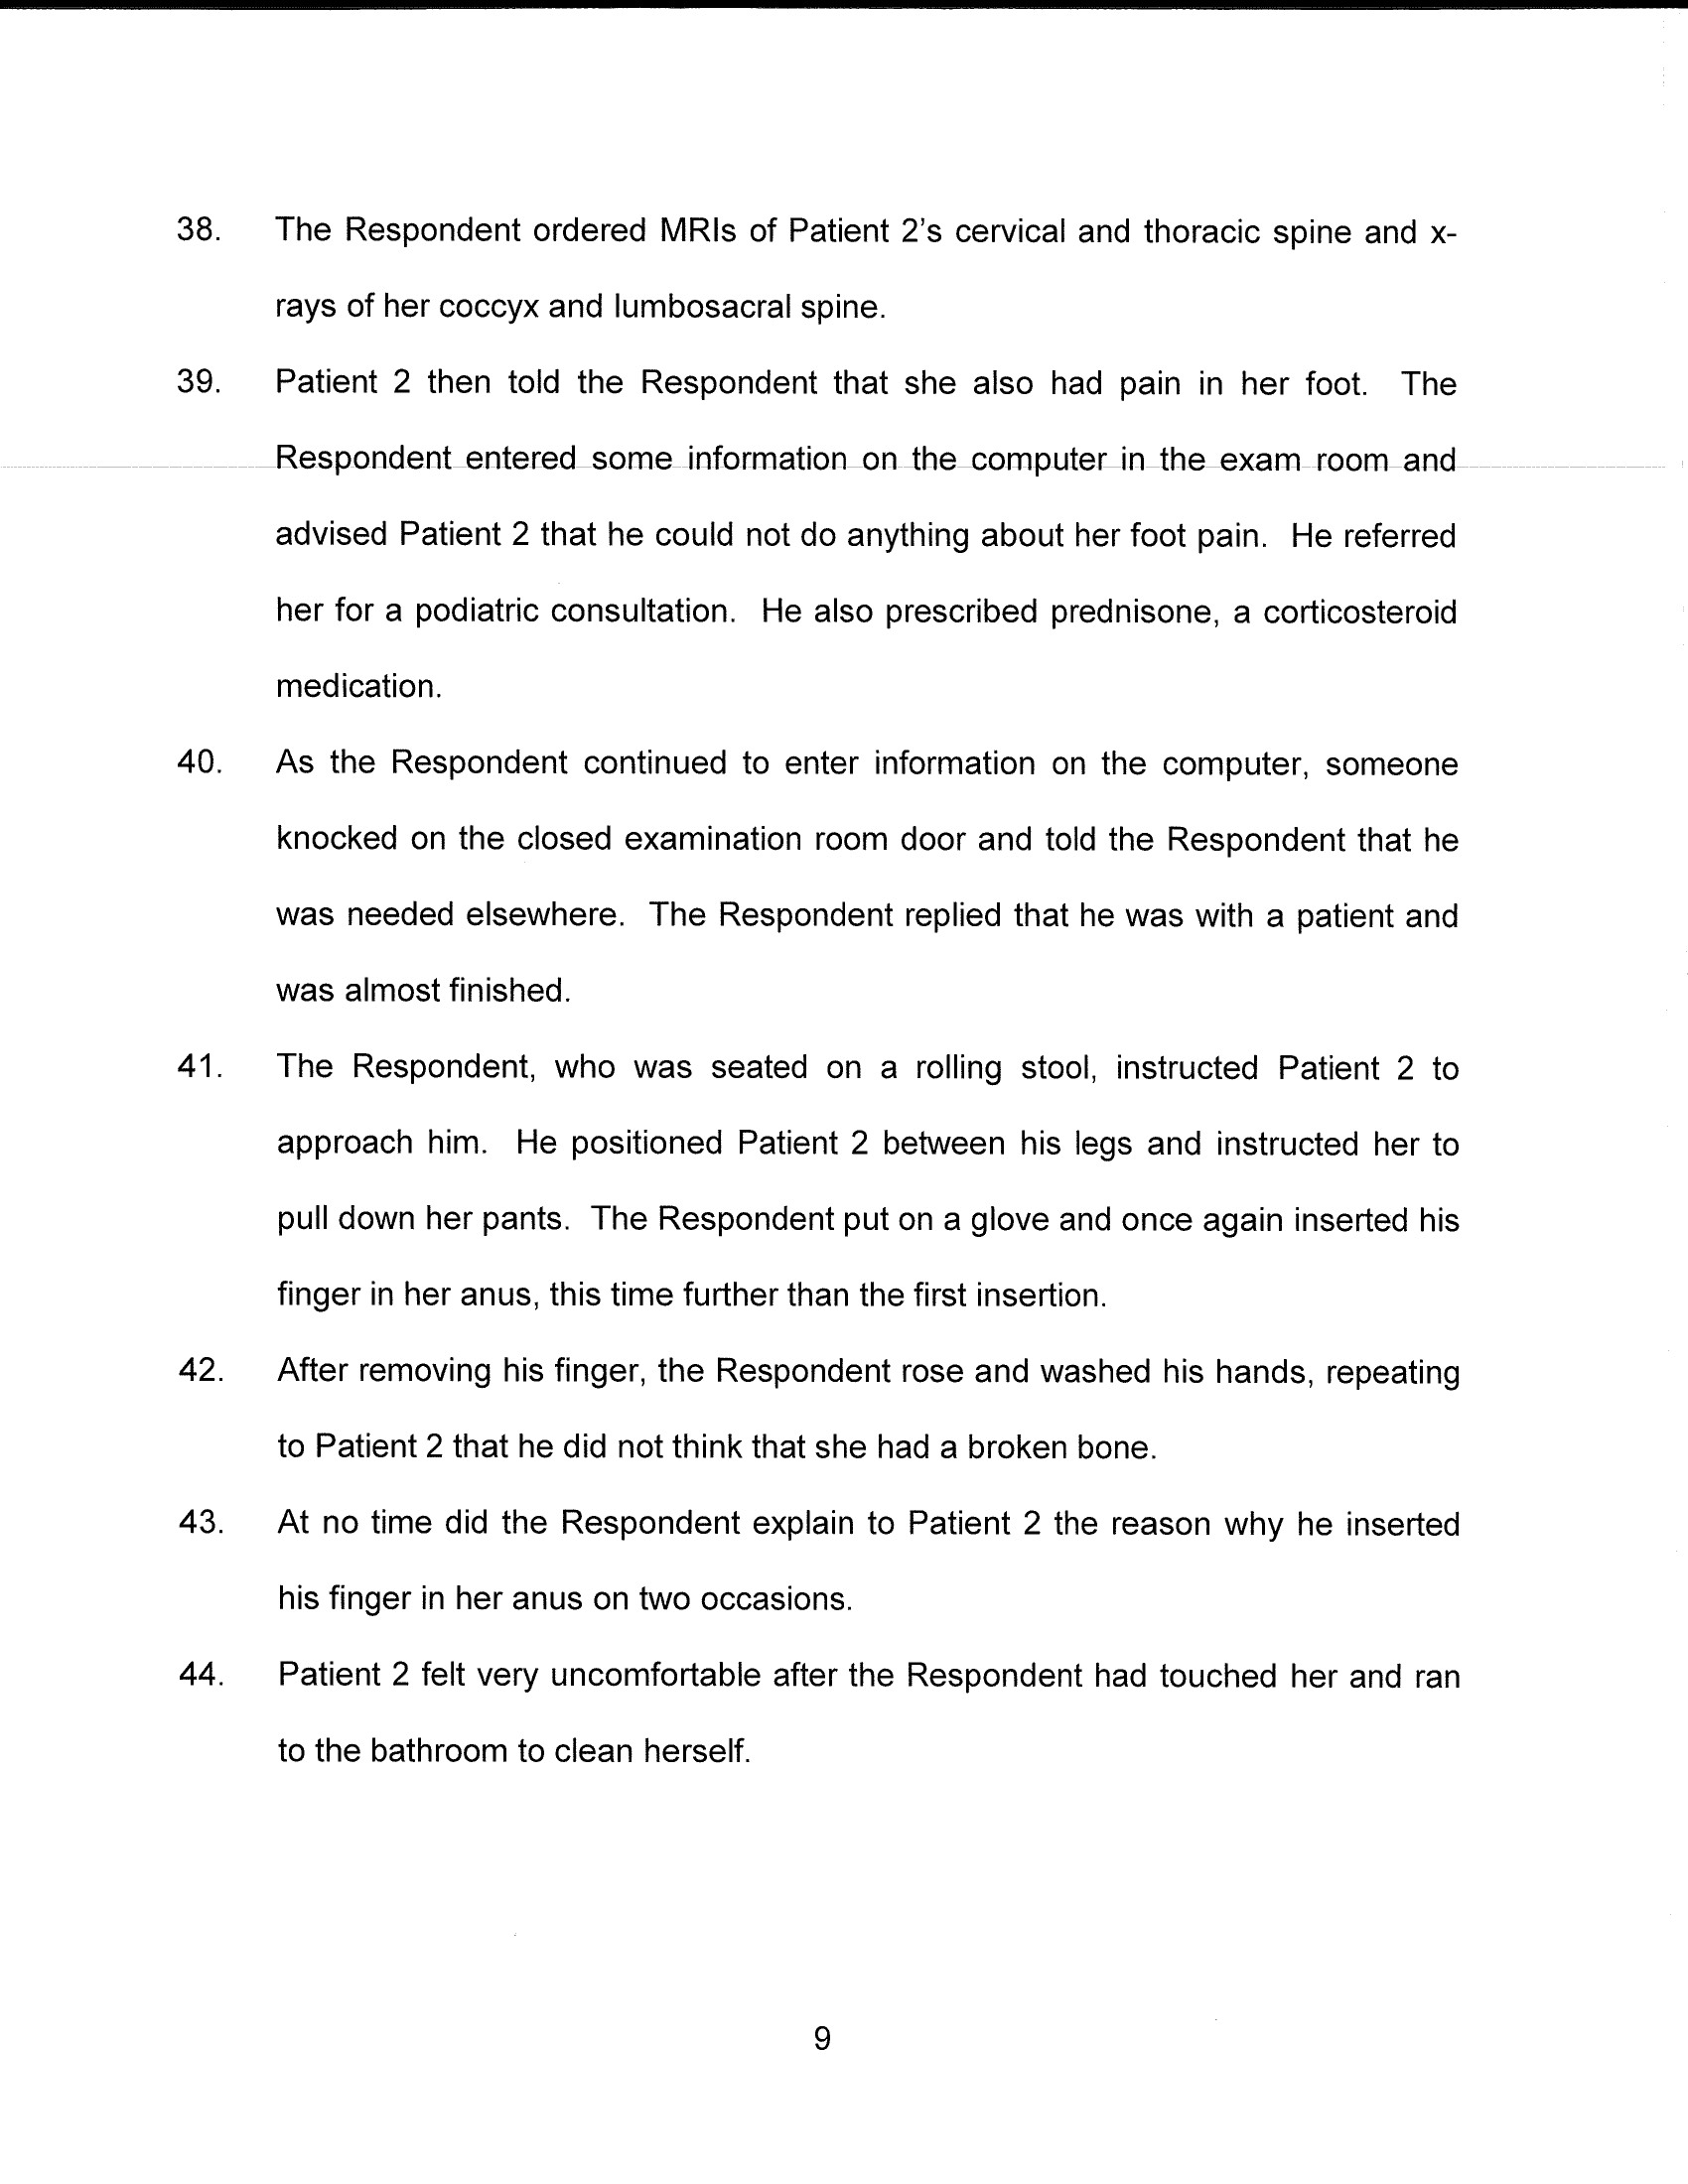 38. The Respondent ordered MRIs of Patient 2's cervical and thoracic spine and x-
rays of her coccyx and lumbosacral spine.
39. Patient 2 then told the Respondent that she also had pain in her foot. The
Respondent entered some information on the computer in the exam room and
advised Patient 2 that he could not do anything about her foot pain. He referred
her for a podiatric consultation. He also prescribed prednisone, a corticosteroid
medication.
40. As the Respondent continued to enter information on the computer, someone
knocked on the closed examination room door and told the Respondent that he
was needed elsewhere. The Respondent replied that he was with a patient and
was almost finished.
41. The Respondent, who was seated on a rolling stool, instructed Patient 2 to
approach him. He positioned Patient 2 between his legs and instructed her to
pull down her pants. The Respondent put on a glove and once again inserted his
finger in her anus, this time further than the first insertion.
42. After removing his finger, the Respondent rose and washed his hands, repeating
to Patient 2 that he did not think that she had a broken bone.
43. At no time did the Respondent explain to Patient 2 the reason why he inserted
his finger in her anus on two occasions.
44. Patient 2 felt very uncomfortable after the Respondent had touched her and ran
to the bathroom to clean herself.
9